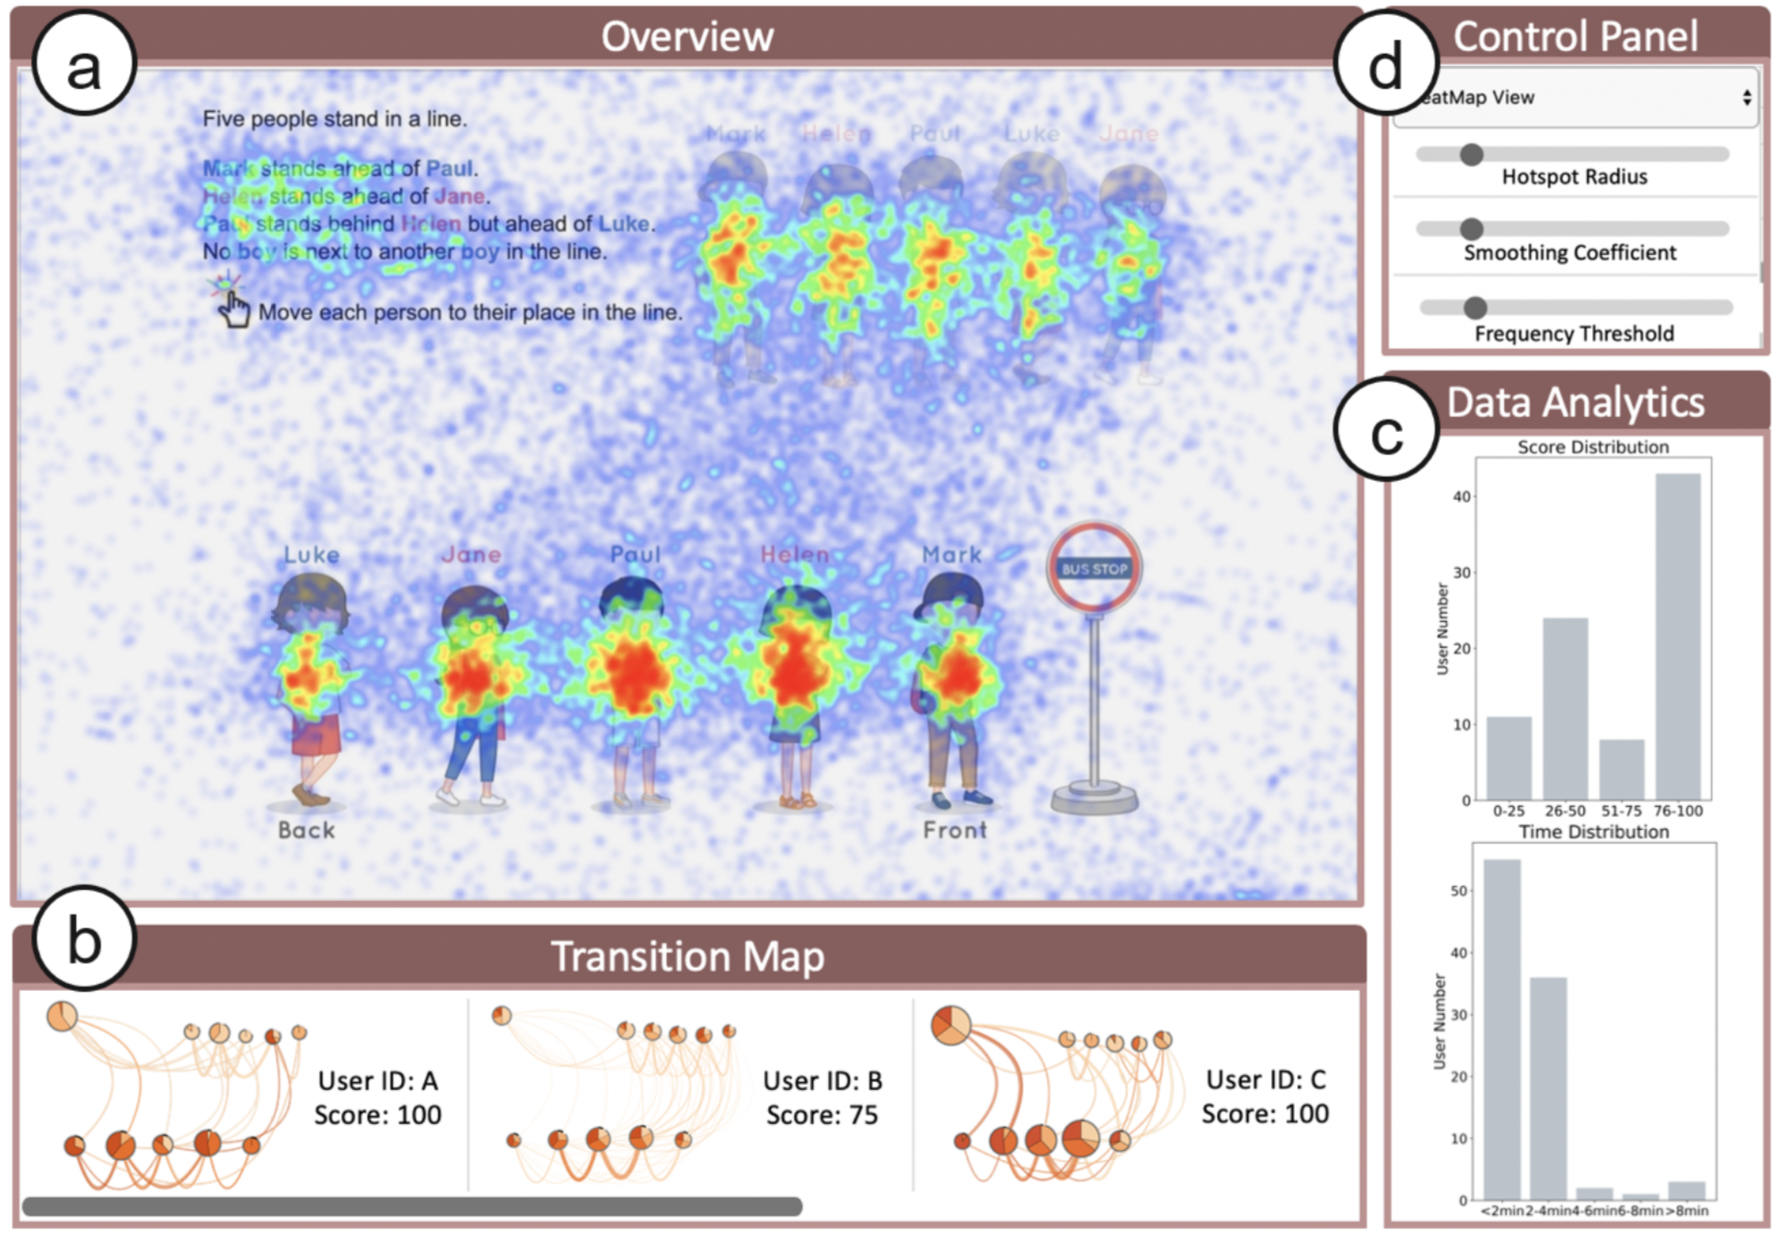 a
Overview
Five people stand in a line.
Mark stands ahead of Paul.
Helen stands ahead of Jane.
Paul stands behind Helen but ahead of Luke.
No boy is next to another boy in the line.
Move each person to their place in the line.
Mark Helen Paul Luke Jane
Luke Jane Paul Helen Mark
BUS STOP
Back Front
b
Transition Map
User ID: A
Score: 100
User ID: B
Score: 75
User ID: C
Score: 100
d
Control Panel
eatMap View
Hotspot Radius
Smoothing Coefficient
Frequency Threshold
c
Data Analytics
Score Distribution
User Number
40
30
20
10
0
0-25 26-50 51-75 76-100
Time Distribution
User Number
50
40
30
20
10
0
<2min 2-4min 4-6min 6-8min >8min